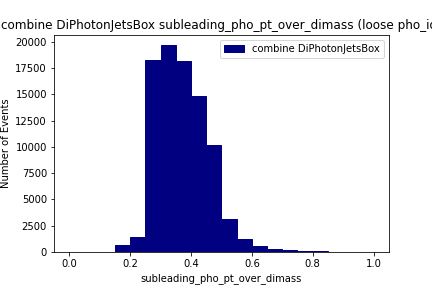 combine DiPhotonJetsBox subleading_pho_pt_over_dimass (loose
combine DiPhotonJetsBox
Number of Events
20000
17500
15000
12500
10000
7500
5000
2500
0
0.0 0.2 0.4 0.6 0.8 1.0
subleading_pho_pt_over_dimass